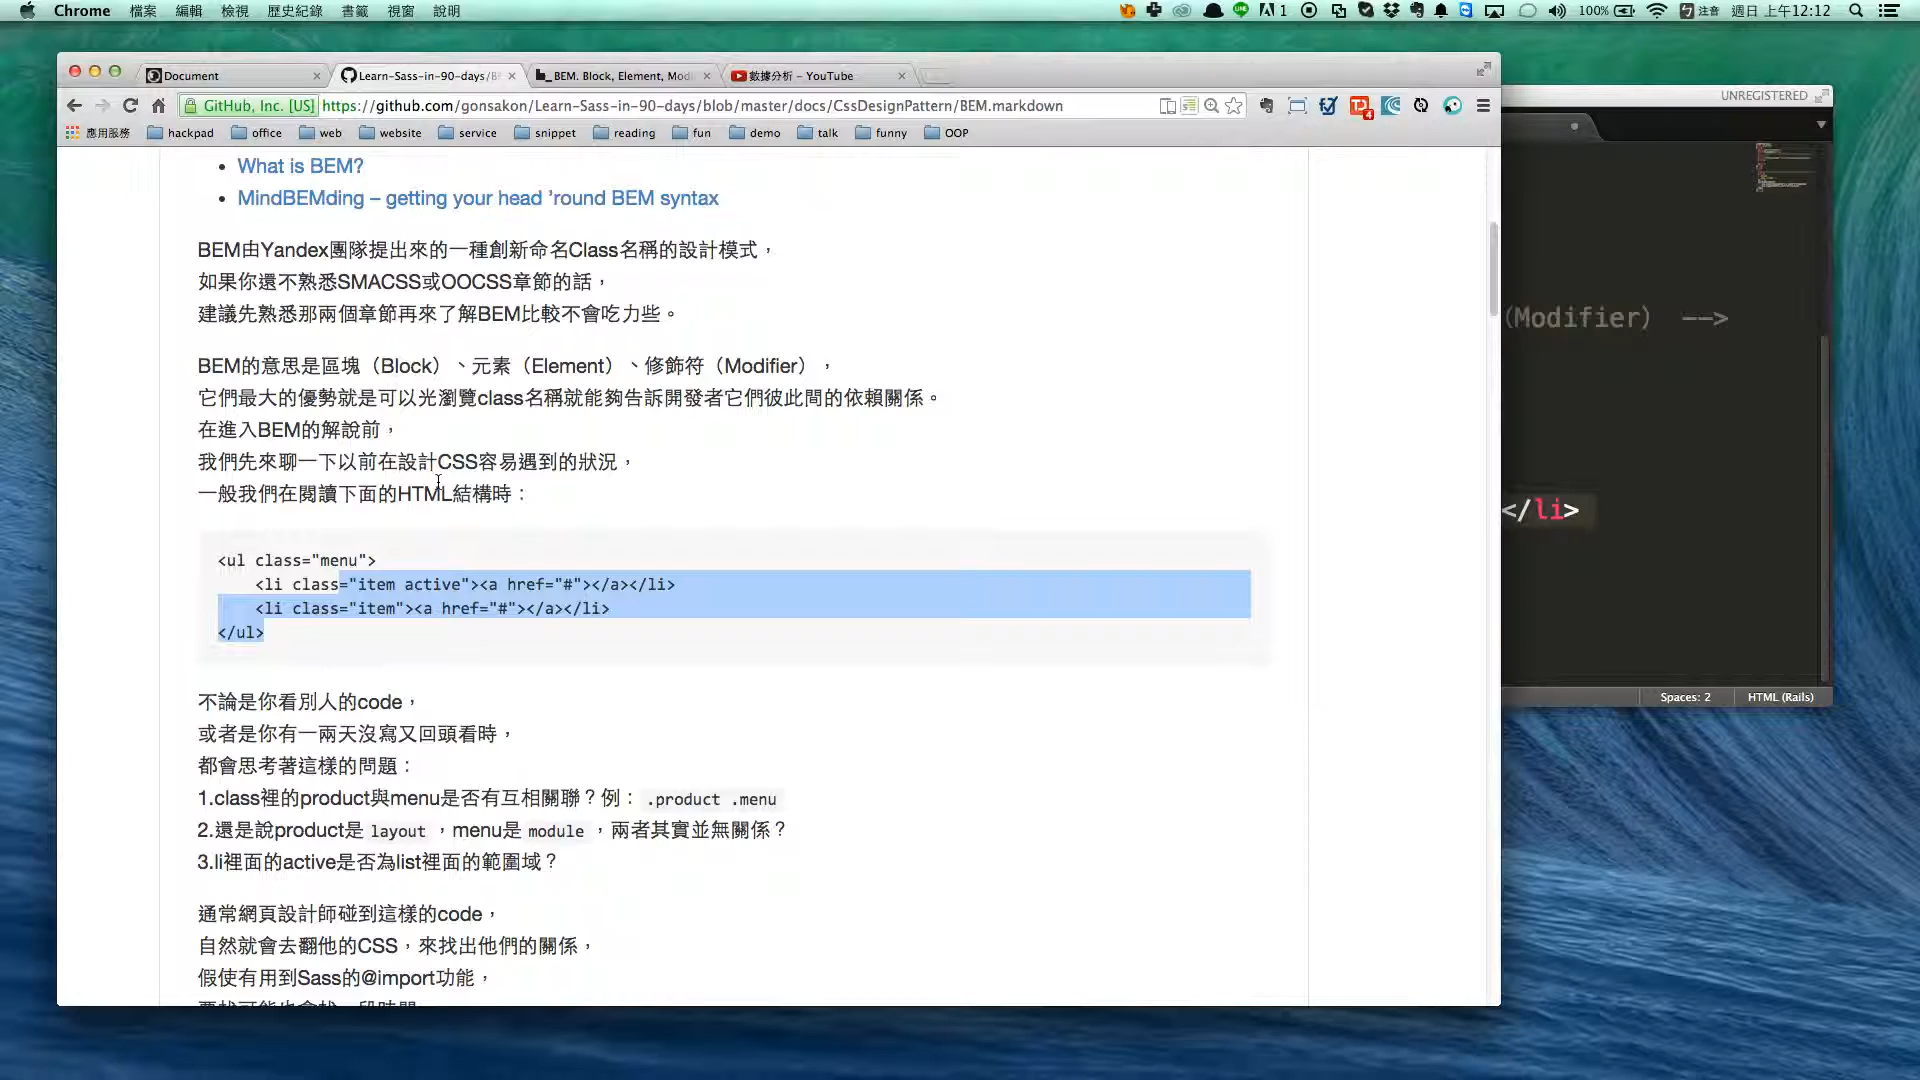 Chrome 檔案 編輯 檢視 歷史紀錄 書籤 視窗 說明 1 100% 注音 週日 上午12:12
Document Learn-Sass-in-90-days/BE BEM. Block, Element, Mod 數據分析 - YouTube
GitHub, Inc. [US] https://github.com/gonsakon/Learn-Sass-in-90-days/blob/master/docs/CssDesignPattern/BEM.markdown
應用服務 hackpad office web website service snippet reading fun demo talk funny OOP
What is BEM?
MindBEMding – getting your head ’round BEM syntax
BEM由Yandex團隊提出來的一種創新命名Class名稱的設計模式，
如果你還不熟悉SMACSS或OOCSS章節的話，
建議先熟悉那兩個章節再來了解BEM比較不會吃力些。
BEM的意思是區塊（Block）、元素（Element）、修飾符（Modifier），
它們最大的優勢就是可以光瀏覽class名稱就能夠告訴開發者它們彼此間的依賴關係。
在進入BEM的解說前，
我們先來聊一下以前在設計CSS容易遇到的狀況，
一般我們在閱讀下面的HTML結構時：
<ul class="menu">
<li class="item active"><a href="#"></a></li>
<li class="item"><a href="#"></a></li>
</ul>
不論是你看別人的code，
或者是你有一兩天沒寫又回頭看時，
都會思考著這樣的問題：
1.class裡的product與menu是否有互相關聯？例： .product .menu
2.還是說product是 layout ，menu是 module ，兩者其實並無關係？
3.li裡面的active是否為list裡面的範圍域？
通常網頁設計師碰到這樣的code，
自然就會去翻他的CSS，來找出他們的關係，
假使有用到Sass的@import功能，
UNREGISTERED
(Modifier) -->
</li>
Spaces: 2 HTML (Rails)